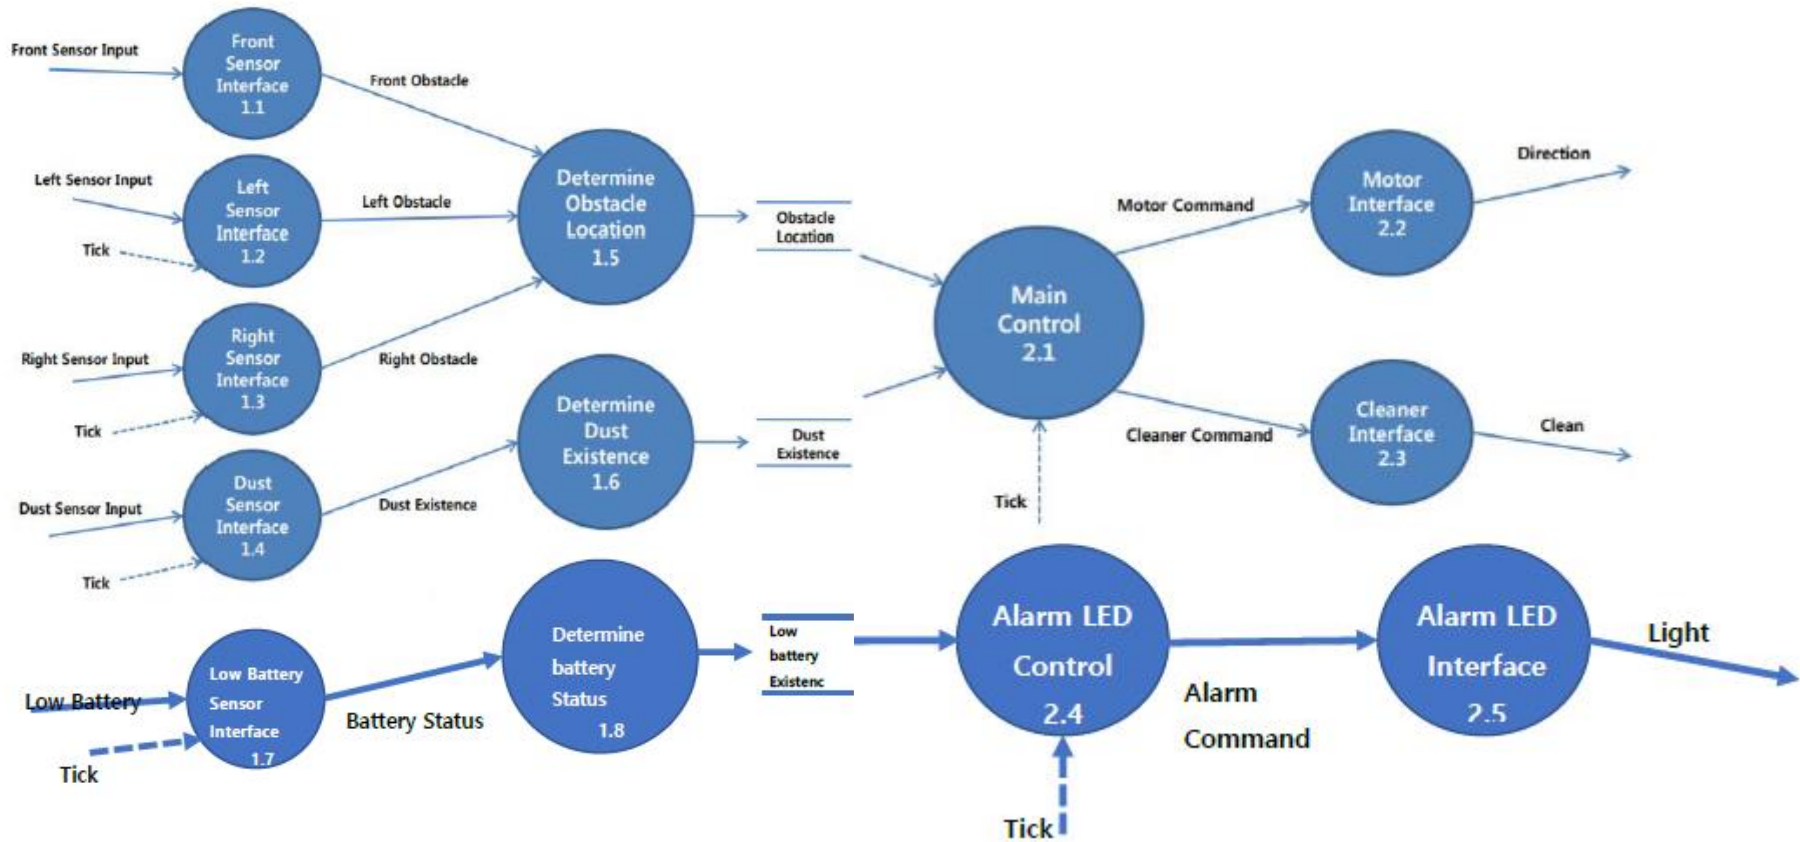 Front Sensor Input
Front
Sensor
Interface
1.1
Front Obstacle
Left Sensor Input
Tick
Left
Sensor
Interface
1.2
Left Obstacle
Right Sensor Input
Tick
Right
Sensor
Interface
1.3
Right Obstacle
Dust Sensor Input
Tick
Dust
Sensor
Interface
1.4
Dust Existence
Determine
Obstacle
Location
1.5
Obstacle
Location
Determine
Dust
Existence
1.6
Dust
Existence
Main
Control
2.1
Tick
Motor Command
Motor
Interface
2.2
Direction
Cleaner Command
Cleaner
Interface
2.3
Clean
Low Battery
Tick
Low Battery
Sensor
Interface
1.7
Battery Status
Determine
battery
Status
1.8
Low
battery
Existenc
Alarm LED
Control
2.4
Tick
Alarm
Command
Alarm LED
Interface
2.5
Light